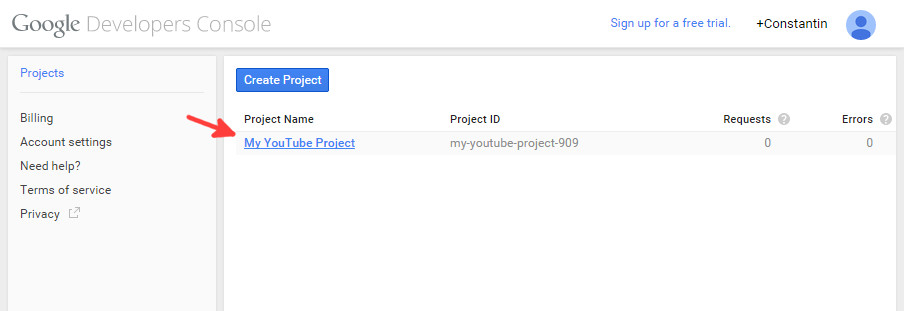 Google Developers Console
Sign up for a free trial.
+Constantin
Projects
Billing
Account settings
Need help?
Terms of service
Privacy
Create Project
Project Name Project ID Requests ? Errors ?
My YouTube Project my-youtube-project-909 0 0